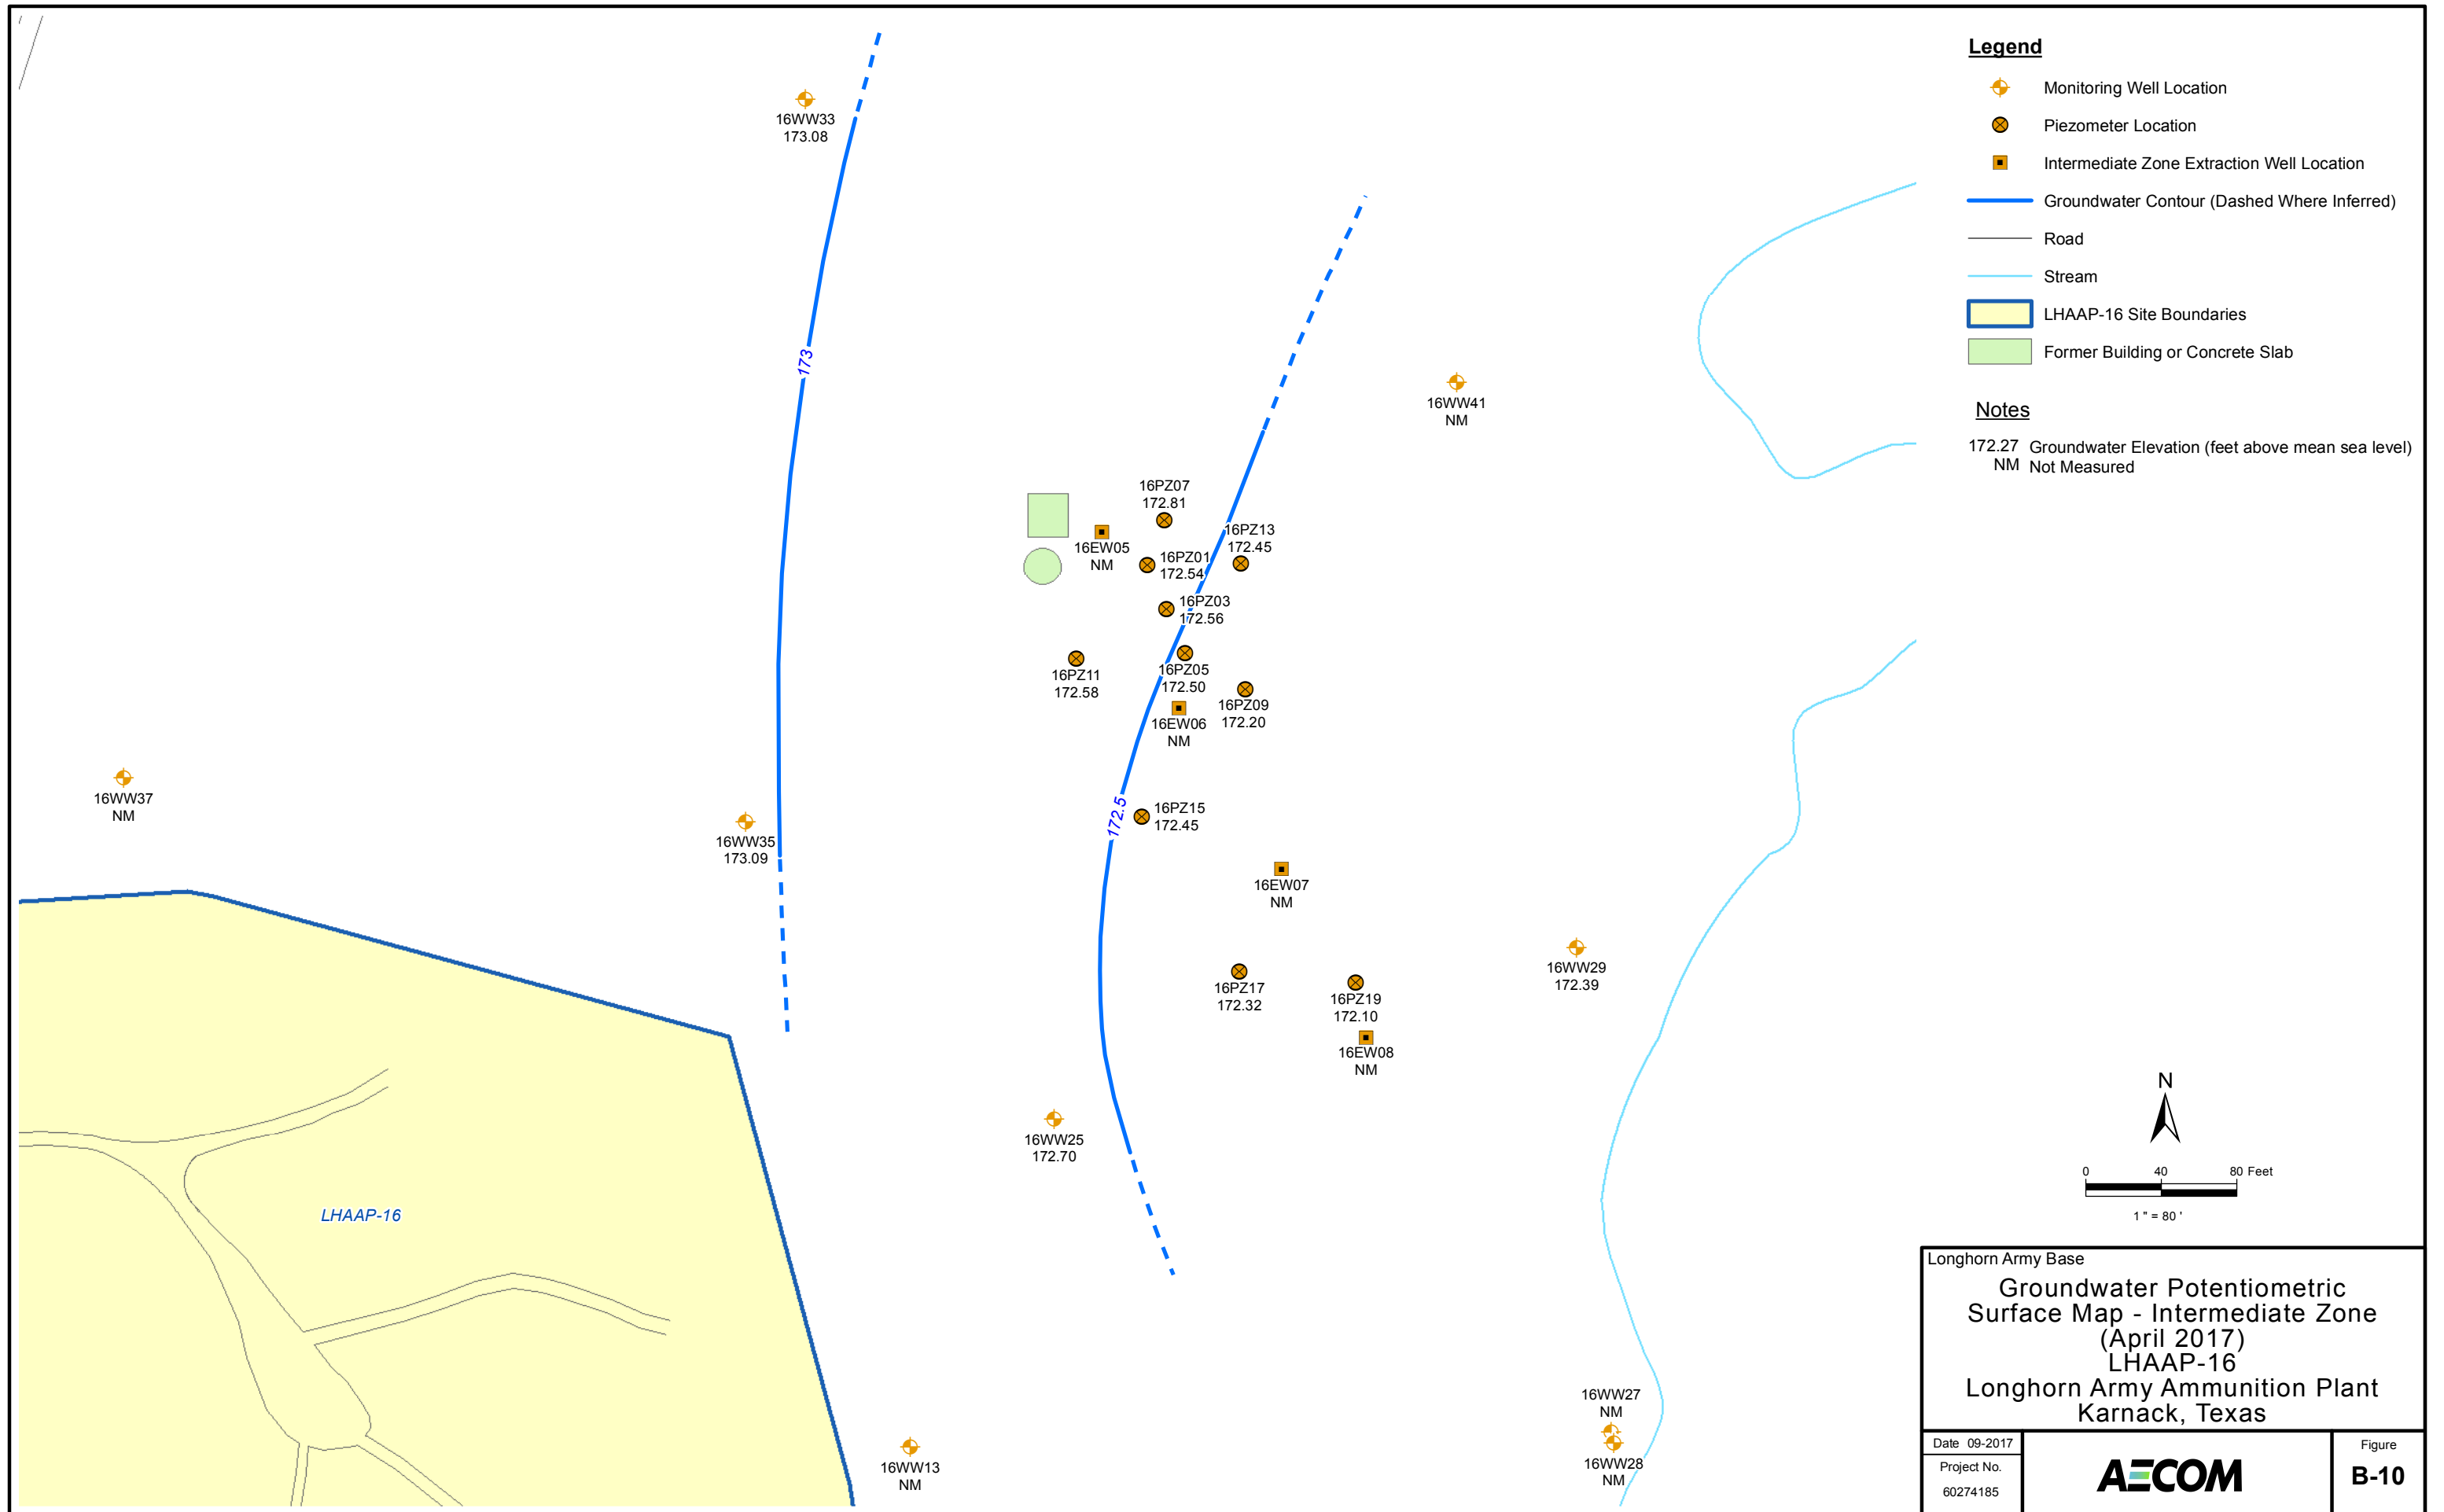 16WW33
173.08
173
16WW41
NM
16PZ07
172.81
16PZ13
172.45
16EW05
NM
16PZ01
172.54
16PZ03
172.56
16PZ11
172.58
16PZ05
172.50
16PZ09
172.20
16EW06
NM
16WW37
NM
16WW35
173.09
172.5
16PZ15
172.45
16EW07
NM
16WW29
172.39
16PZ17
172.32
16PZ19
172.10
16EW08
NM
16WW25
172.70
LHAAP-16
16WW13
NM
16WW27
NM
16WW28
NM
Legend
Monitoring Well Location
Piezometer Location
Intermediate Zone Extraction Well Location
Groundwater Contour (Dashed Where Inferred)
Road
Stream
LHAAP-16 Site Boundaries
Former Building or Concrete Slab
Notes
172.27 Groundwater Elevation (feet above mean sea level)
NM Not Measured
N
0 40 80 Feet
1 " = 80 '
Longhorn Army Base
Groundwater Potentiometric
Surface Map - Intermediate Zone
(April 2017)
LHAAP-16
Longhorn Army Ammunition Plant
Karnack, Texas
Date 09-2017
Project No.
60274185
AECOM
Figure
B-10